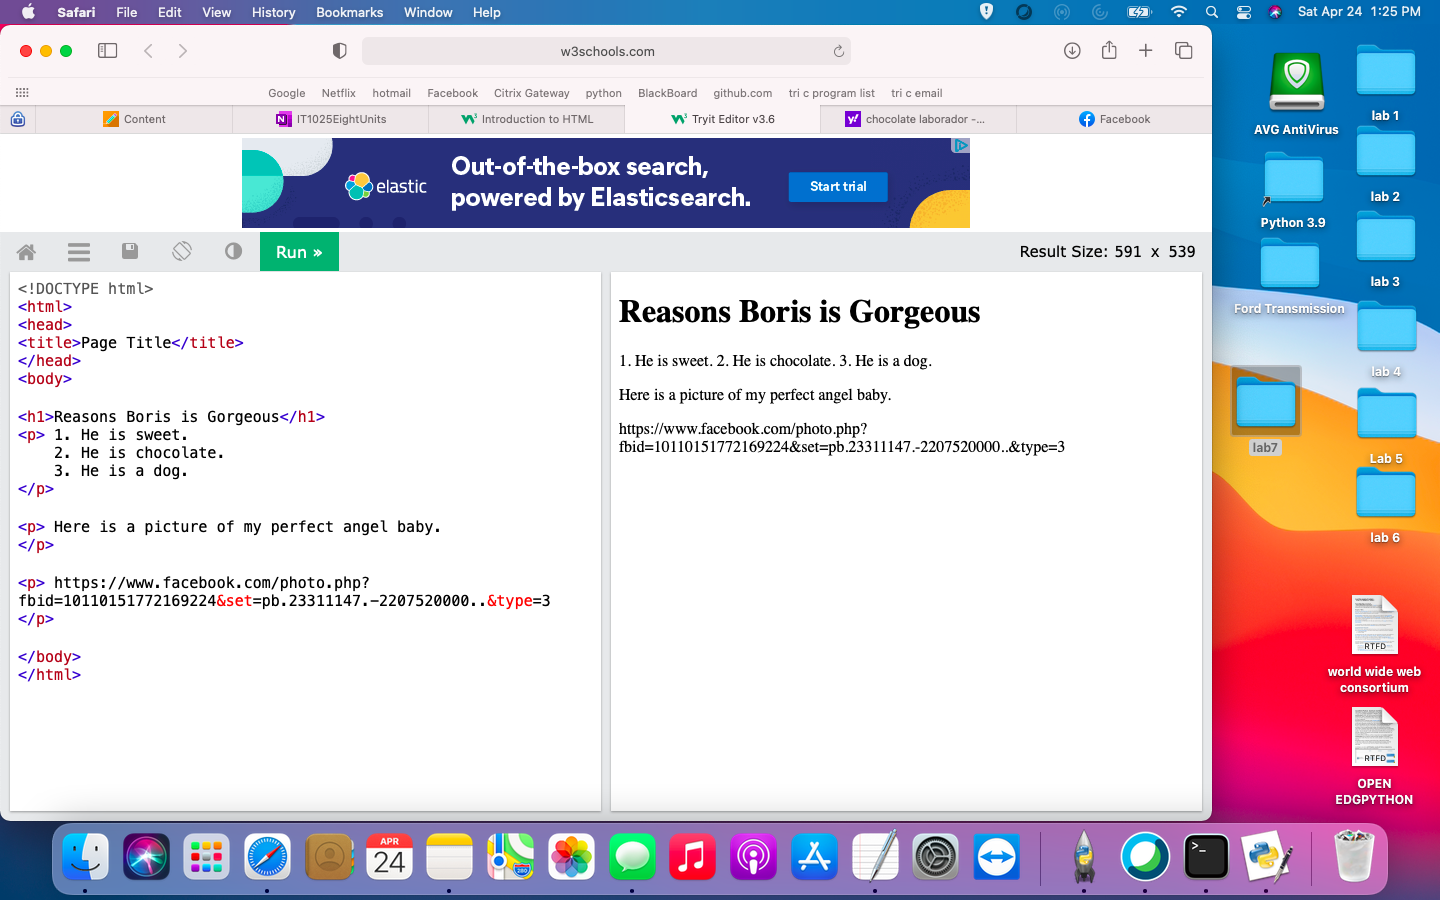 Safari File Edit View History Bookmarks Window Help Sat Apr 24 1:25 PM
w3schools.com
Google Netflix hotmail Facebook Citrix Gateway python BlackBoard github.com tri c program list tri c email
Content IT1025EightUnits Introduction to HTML Tryit Editor v3.6 chocolate laborador -... Facebook
elastic
Out-of-the-box search,
powered by Elasticsearch.
Start trial
Run » Result Size: 591 x 539
<!DOCTYPE html>
<html>
<head>
<title>Page Title</title>
</head>
<body>
<h1>Reasons Boris is Gorgeous</h1>
<p> 1. He is sweet.
2. He is chocolate.
3. He is a dog.
</p>
<p> Here is a picture of my perfect angel baby.
</p>
<p> https://www.facebook.com/photo.php?
fbid=10110151772169224&set=pb.23311147.-2207520000..&type=3
</p>
</body>
</html>
Reasons Boris is Gorgeous
1. He is sweet. 2. He is chocolate. 3. He is a dog.
Here is a picture of my perfect angel baby.
https://www.facebook.com/photo.php?
fbid=10110151772169224&set=pb.23311147.-2207520000..&type=3
AVG AntiVirus
Python 3.9
Ford Transmission
lab7
lab 1
lab 2
lab 3
lab 4
Lab 5
lab 6
RTFD
world wide web
consortium
RTFD
OPEN
EDGPYTHON
APR
24
280
>_